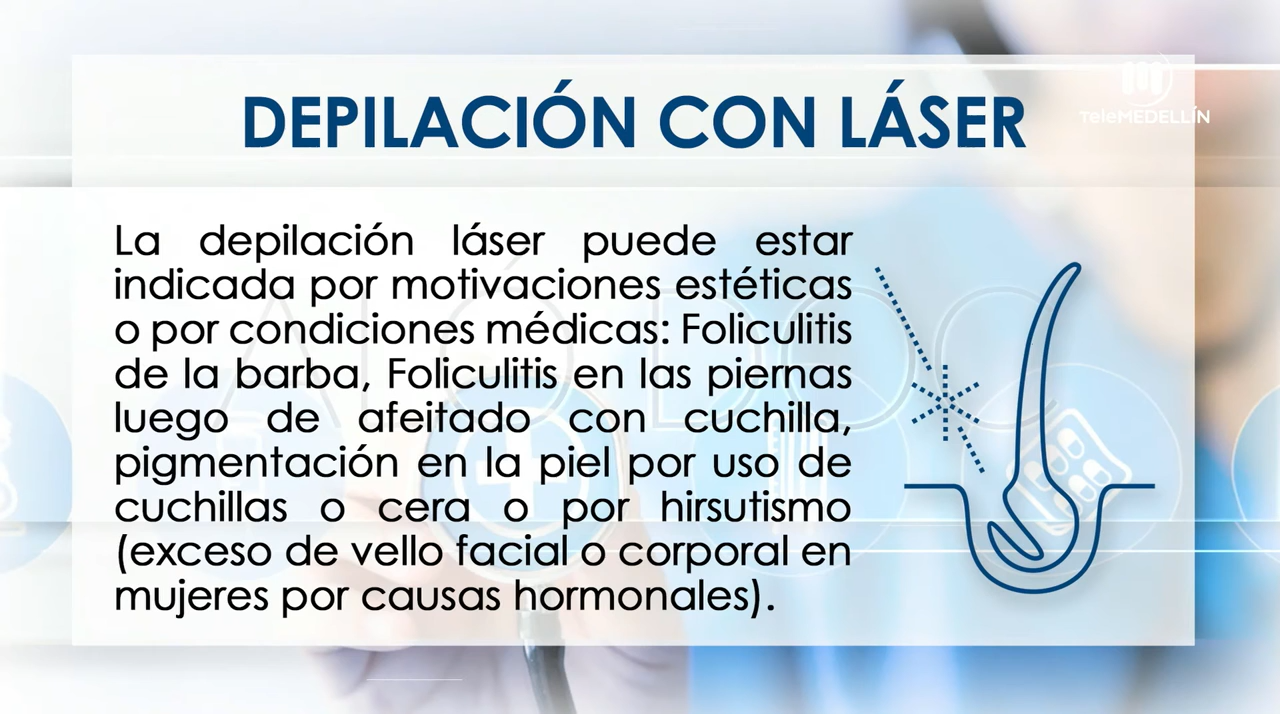 DEPILACIÓN CON LÁSER
TeleMEDELLÍN
La depilación láser puede estar
indicada por motivaciones estéticas
o por condiciones médicas: Foliculitis
de la barba, Foliculitis en las piernas
luego de afeitado con cuchilla,
pigmentación en la piel por uso de
cuchillas o cera o por hirsutismo
(exceso de vello facial o corporal en
mujeres por causas hormonales).